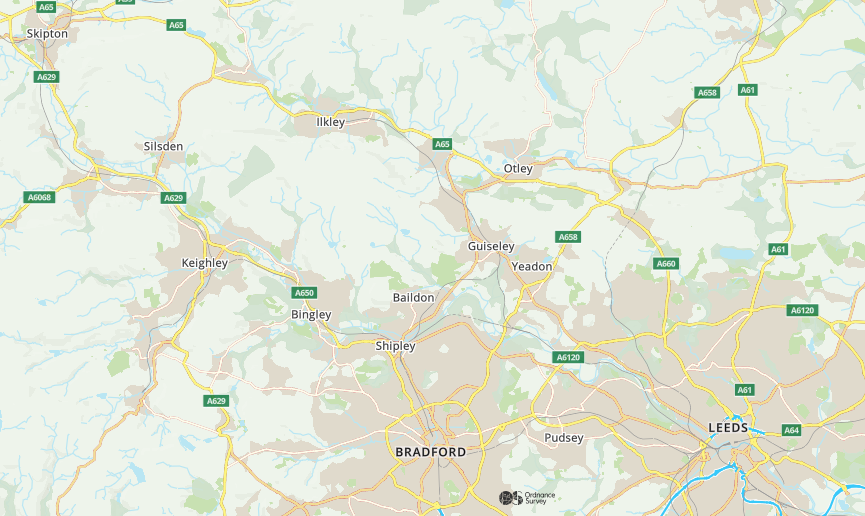 A65
A65
Skipton
A65
A629
A658
A61
Ilkley
A65
Silsden
Otley
A6068
A629
A658
Guiseley
A61
Keighley
Yeadon
A660
A650
Baildon
Bingley
A6120
Shipley
A6120
A61
A629
LEEDS
A64
Pudsey
BRADFORD
OS
Ordnance
Survey